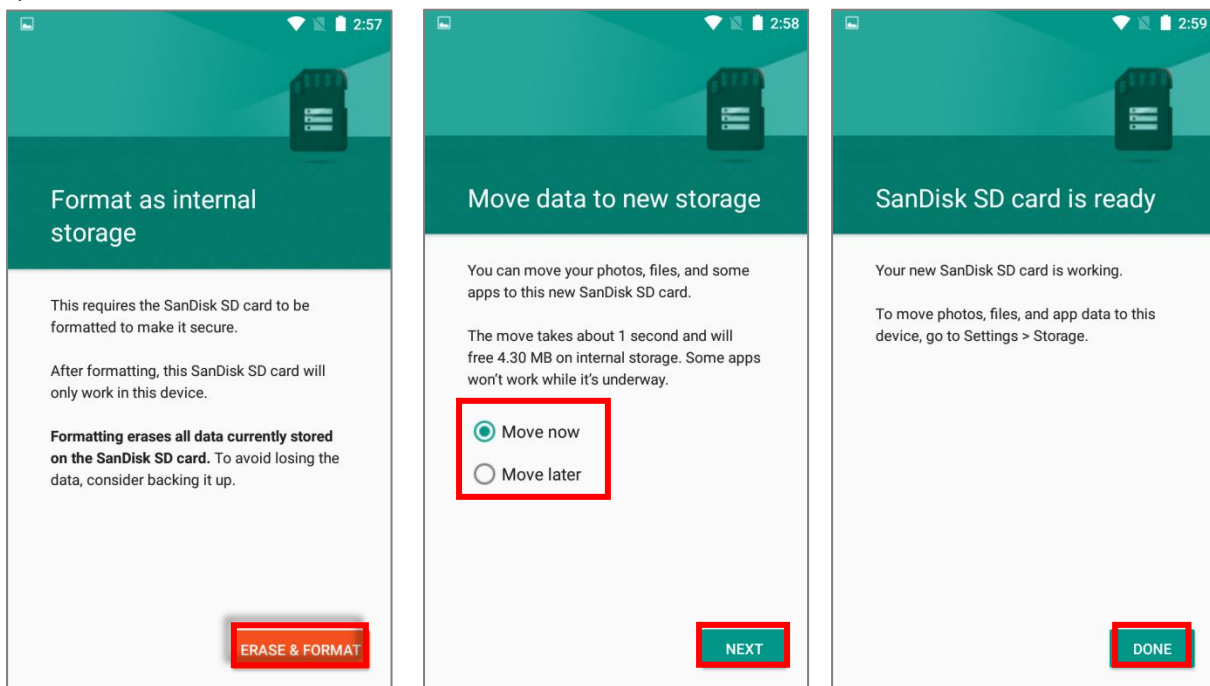 2:57
Format as internal
storage
This requires the SanDisk SD card to be
formatted to make it secure.
After formatting, this SanDisk SD card will
only work in this device.
Formatting erases all data currently stored
on the SanDisk SD card. To avoid losing the
data, consider backing it up.
ERASE & FORMAT
2:58
Move data to new storage
You can move your photos, files, and some
apps to this new SanDisk SD card.
The move takes about 1 second and will
free 4.30 MB on internal storage. Some apps
won't work while it's underway.
Move now
Move later
NEXT
2:59
SanDisk SD card is ready
Your new SanDisk SD card is working.
To move photos, files, and app data to this
device, go to Settings > Storage.
DONE